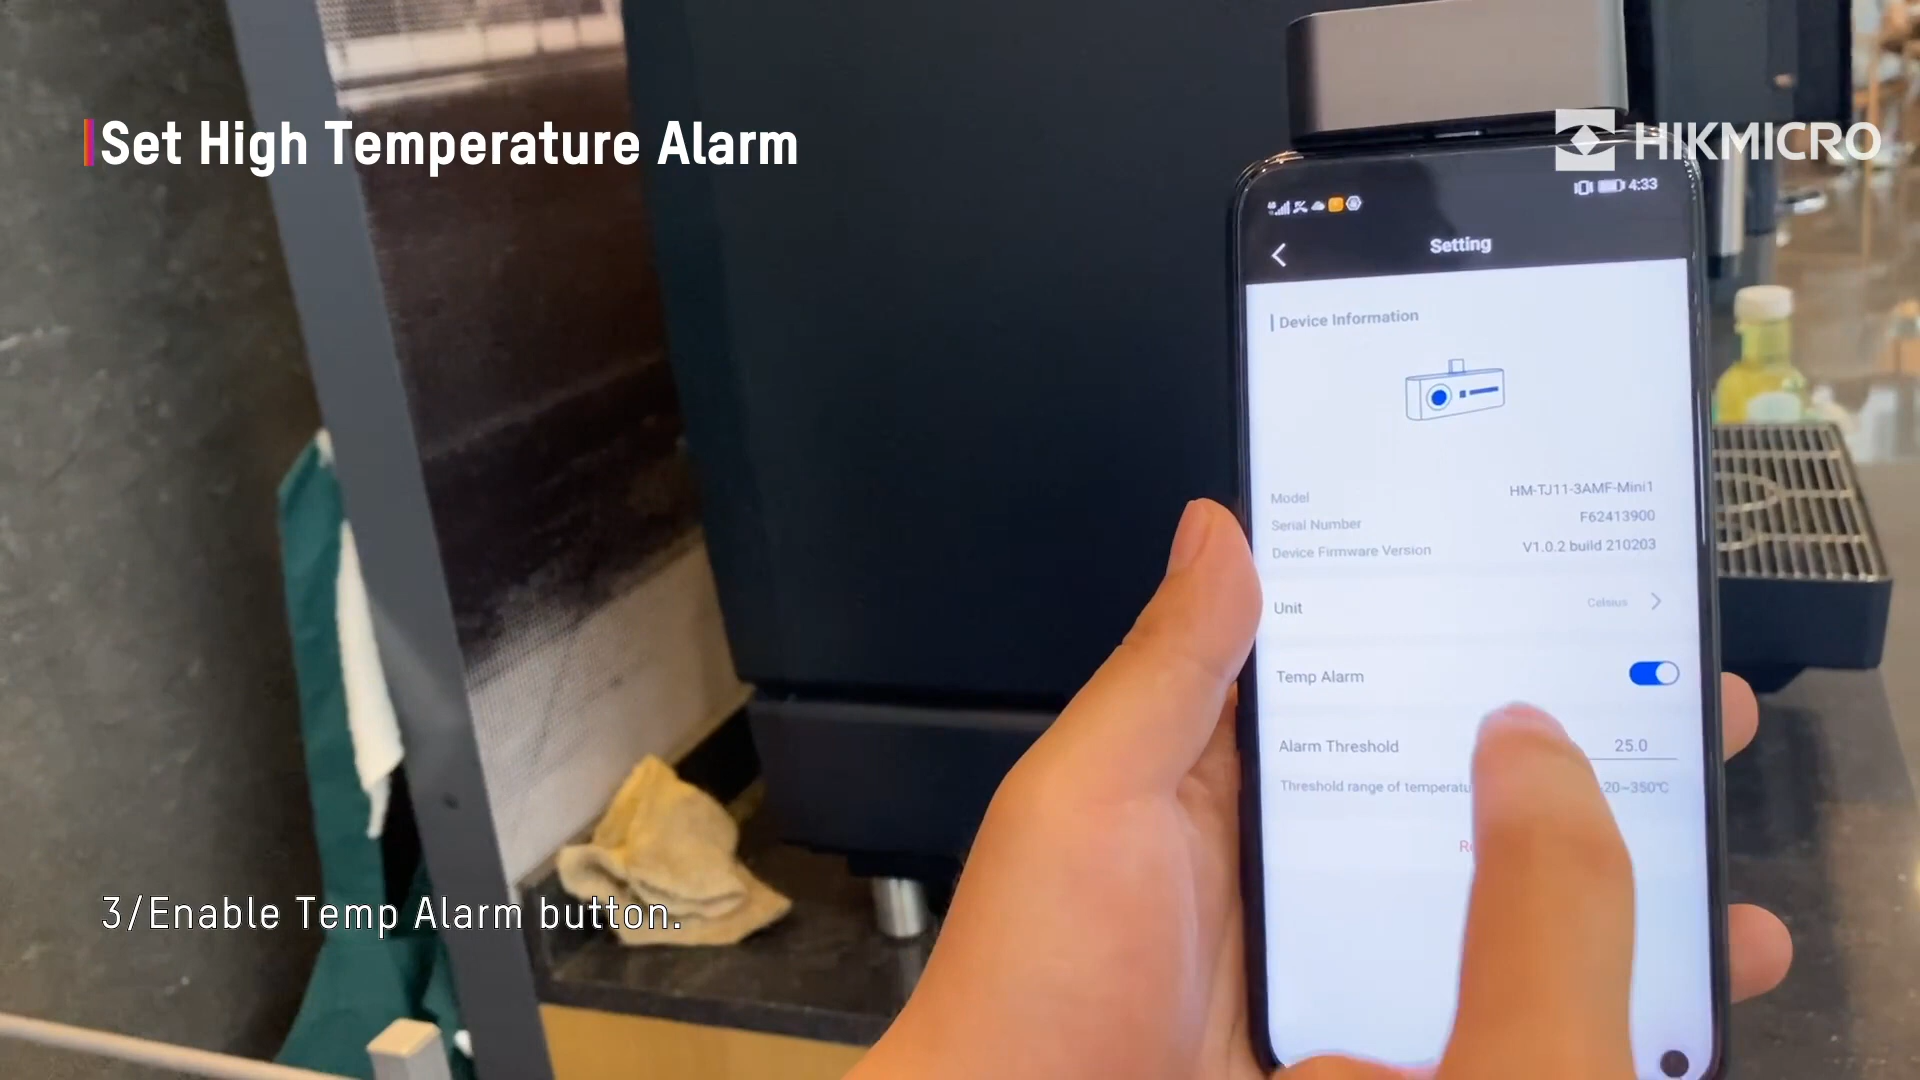 Set High Temperature Alarm
HIKMICRO
4:33
Setting
Device Information
Model HM-TJ11-3AMF-Mini1
Serial Number F62413900
Device Firmware Version V1.0.2 build 210203
Unit Celsius
Temp Alarm
Alarm Threshold 25.0
Threshold range of 20~350°C
3/Enable Temp Alarm button.